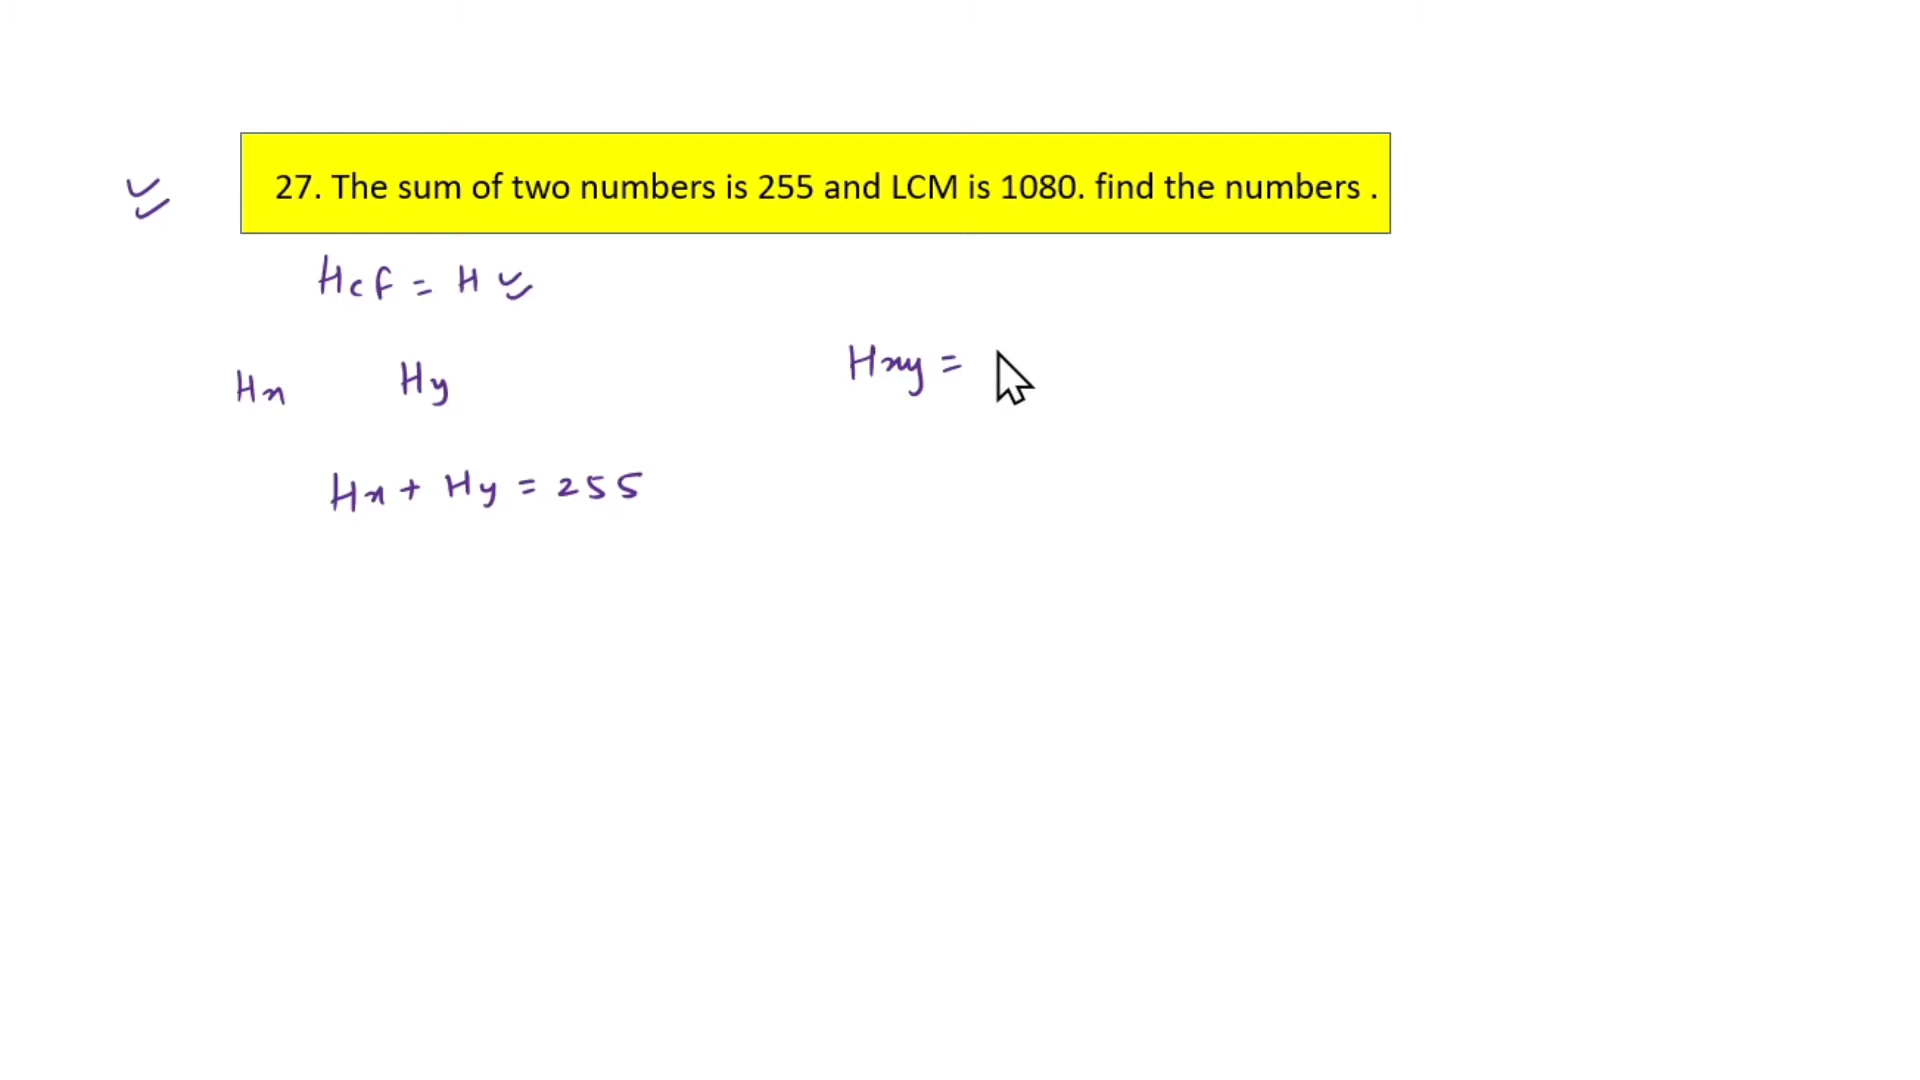 27. The sum of two numbers is 255 and LCM is 1080. find the numbers .
Hcf = H
Hx Hy
Hxy =
Hx + Hy = 255